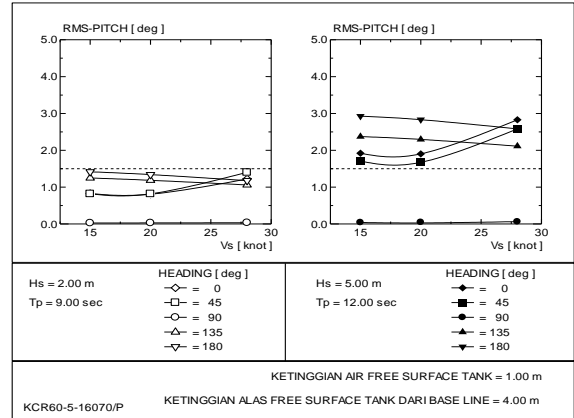 RMS-PITCH [ deg ]
5.0
4.0
3.0
2.0
1.0
0.0
15
20
25
30
Vs [ knot ]
RMS-PITCH [ deg ]
5.0
4.0
3.0
2.0
1.0
0.0
15
20
25
30
Vs [ knot ]
Hs = 2.00 m
Tp = 9.00 sec
HEADING [ deg ]
= 0
= 45
= 90
= 135
= 180
Hs = 5.00 m
Tp = 12.00 sec
HEADING [ deg ]
= 0
= 45
= 90
= 135
= 180
KETINGGIAN AIR FREE SURFACE TANK = 1.00 m
KCR60-5-16070/P
KETINGGIAN ALAS FREE SURFACE TANK DARI BASE LINE = 4.00 m